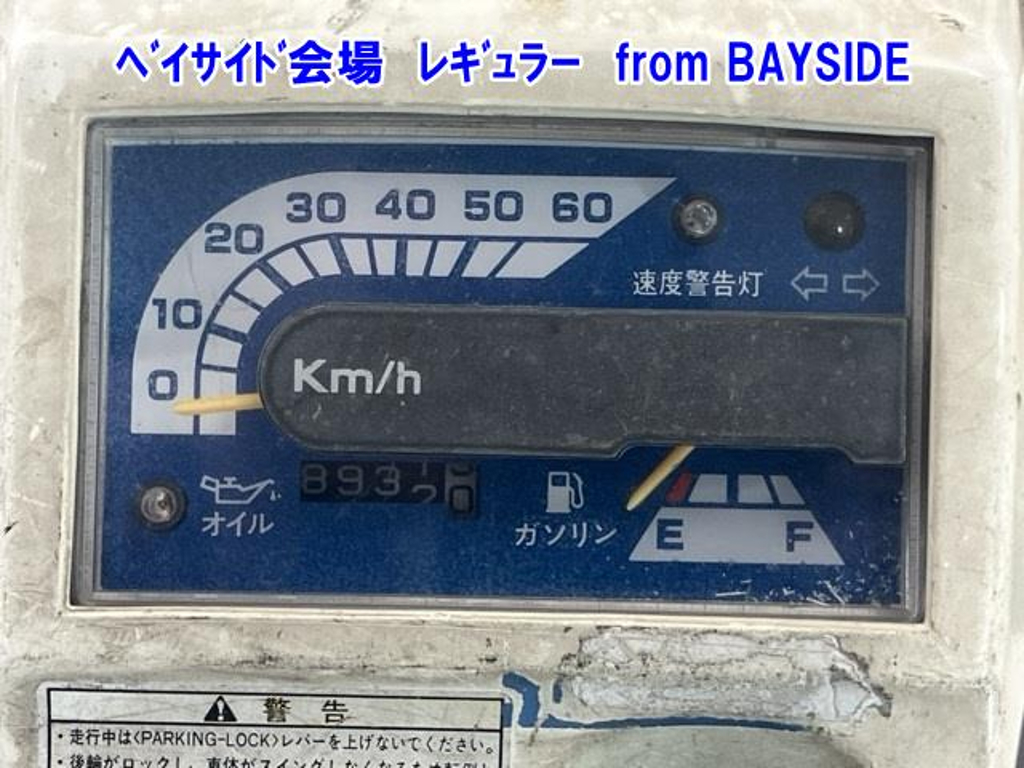 ﾍﾞｲｻｲﾄﾞ会場 ﾚｷﾞｭﾗｰ from BAYSIDE
30 40 50 60
20
10
0
速度警告灯
Km/h
オイル
ガソリン
E F
警告
・走行中は〈PARKING-LOCK〉レバーを上げないでください。